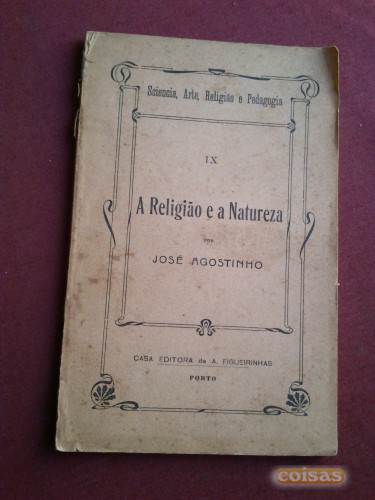 Sciencia, Arte, Religião e Pedagogia
IX
A Religião e a Natureza
POR
JOSÉ AGOSTINHO
CASA EDITORA de A. FIGUEIRINHAS
PORTO
coisas